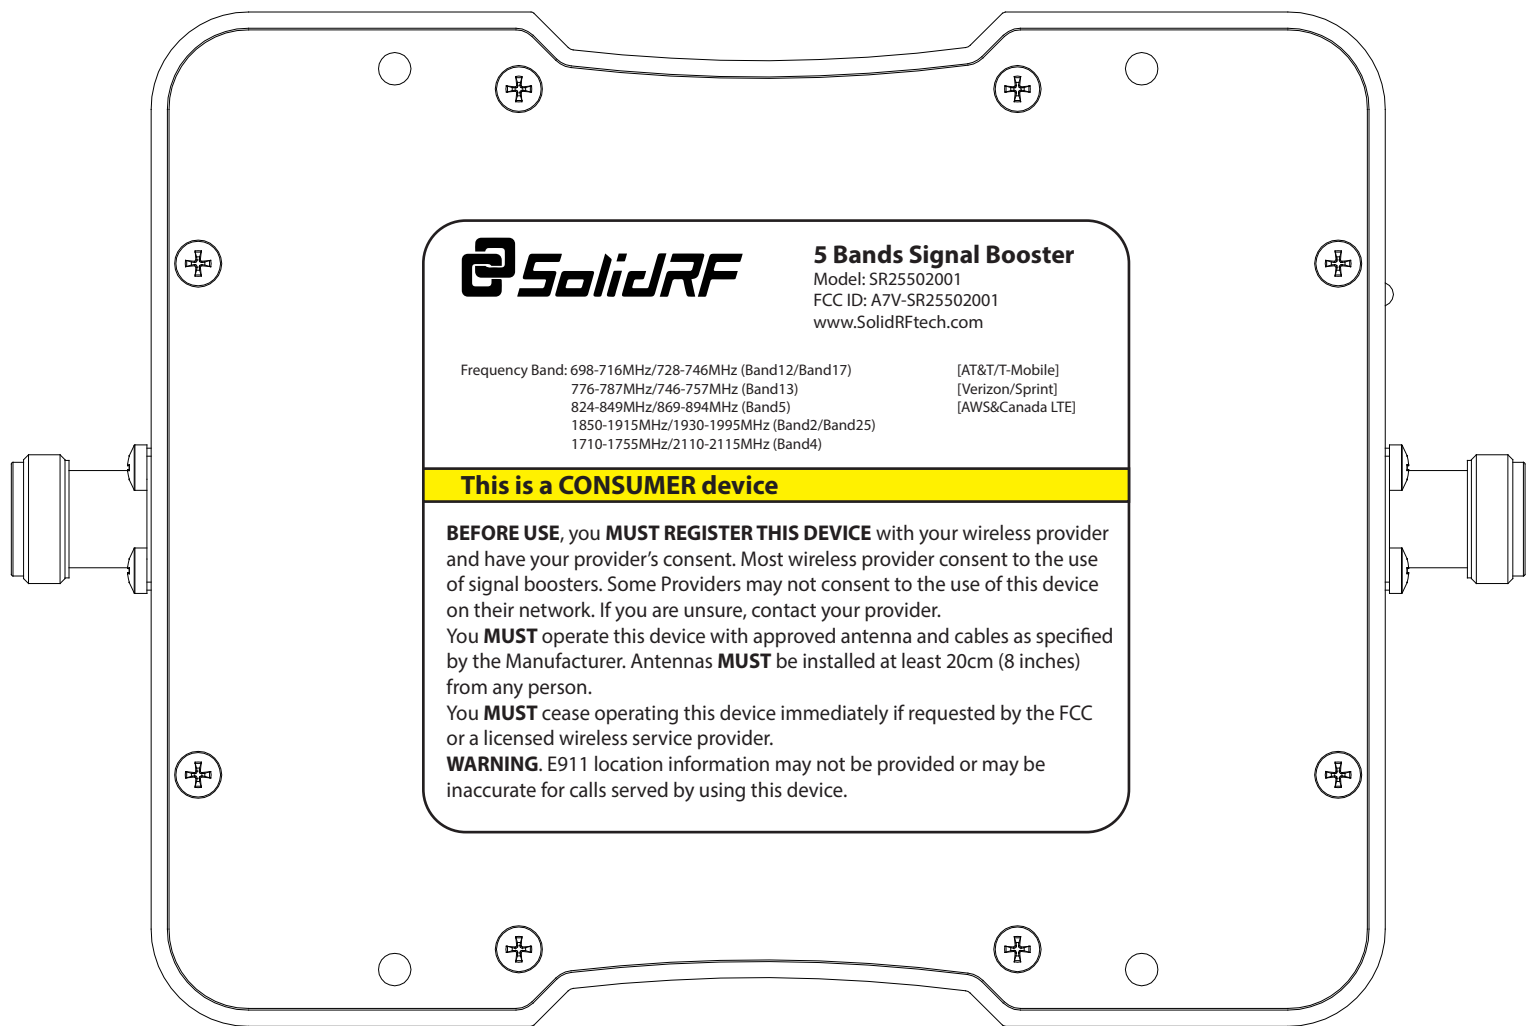 SolidRF
5 Bands Signal Booster
Model: SR25502001
FCC ID: A7V-SR25502001
www.SolidRFtech.com
Frequency Band: 698-716MHz/728-746MHz (Band12/Band17) [AT&T/T-Mobile]
776-787MHz/746-757MHz (Band13) [Verizon/Sprint]
824-849MHz/869-894MHz (Band5) [AWS&Canada LTE]
1850-1915MHz/1930-1995MHz (Band2/Band25)
1710-1755MHz/2110-2115MHz (Band4)
This is a CONSUMER device
BEFORE USE, you MUST REGISTER THIS DEVICE with your wireless provider
and have your provider’s consent. Most wireless provider consent to the use
of signal boosters. Some Providers may not consent to the use of this device
on their network. If you are unsure, contact your provider.
You MUST operate this device with approved antenna and cables as specified
by the Manufacturer. Antennas MUST be installed at least 20cm (8 inches)
from any person.
You MUST cease operating this device immediately if requested by the FCC
or a licensed wireless service provider.
WARNING. E911 location information may not be provided or may be
inaccurate for calls served by using this device.